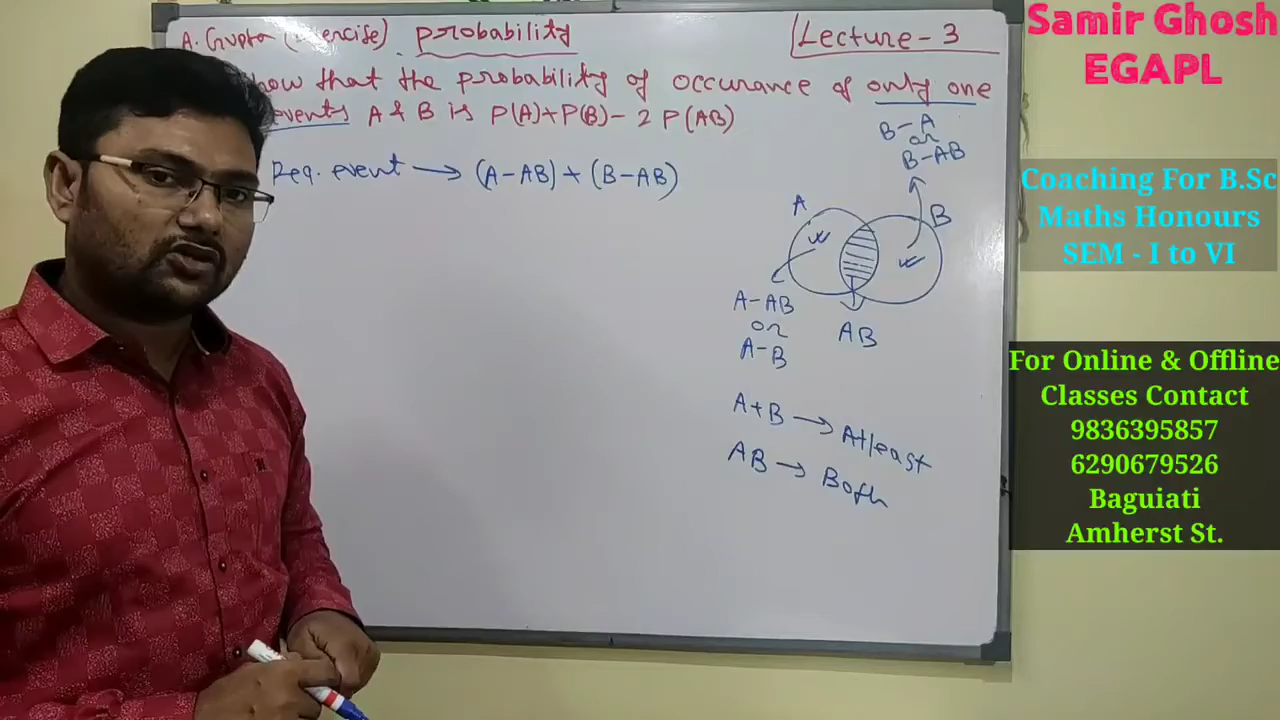 A. Gupta (Exercise) probability
Lecture - 3
how that the probability of occurance of only one
events A & B is P(A)+P(B)- 2 P(AB)
Req. event → (A-AB)+(B-AB)
B-A
or
B-AB
A
B
A-AB
or
A-B
AB
A+B → Atleast
AB → Both
Samir Ghosh
EGAPL
Coaching For B.Sc
Maths Honours
SEM - I to VI
For Online & Offline
Classes Contact
9836395857
6290679526
Baguiati
Amherst St.